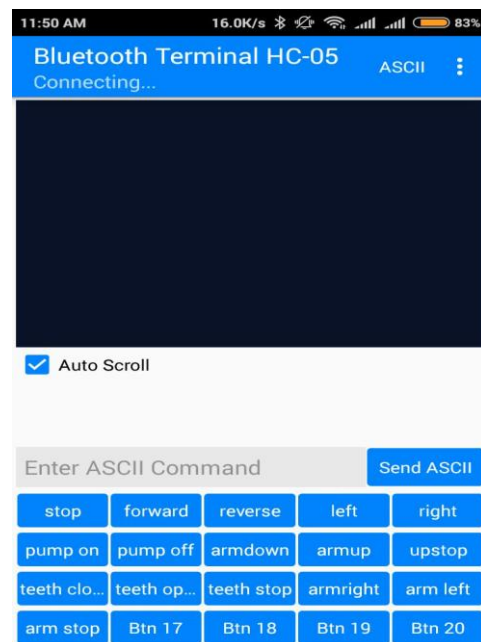 11:50 AM 16.0K/s 83%
Bluetooth Terminal HC-05
ASCII
Connecting...
Auto Scroll
Enter ASCII Command Send ASCII
stop forward reverse left right
pump on pump off armdown armup upstop
teeth clo... teeth op... teeth stop armright arm left
arm stop Btn 17 Btn 18 Btn 19 Btn 20